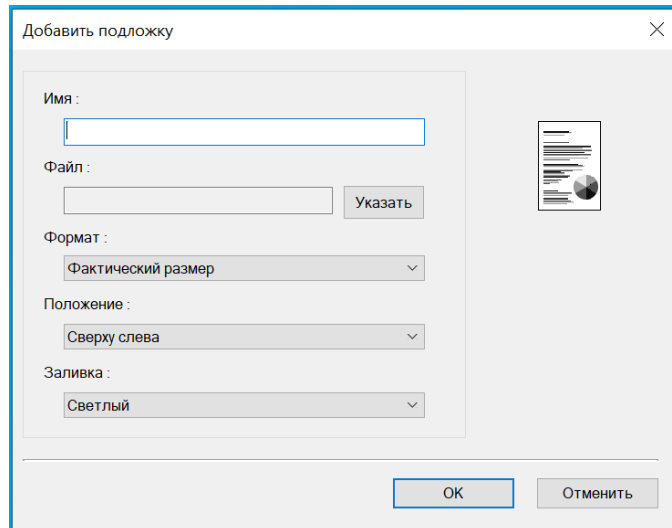 Добавить подложку
Имя :
Файл :
Указать
Формат :
Фактический размер
Положение :
Сверху слева
Заливка :
Светлый
OK
Отменить